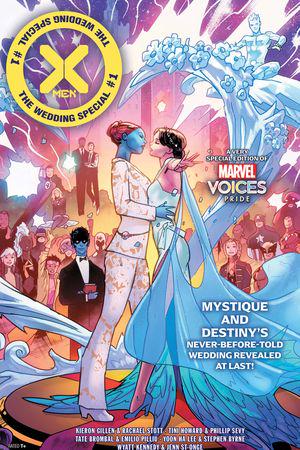 THE WEDDING SPECIAL #1
X
MEN
THE WEDDING SPECIAL #1
A VERY
SPECIAL EDITION OF
MARVEL
VOICES
PRIDE
MYSTIQUE
AND
DESTINY'S
NEVER-BEFORE-TOLD
WEDDING REVEALED
AT LAST!
KIERON GILLEN & RACHAEL STOTT · TINI HOWARD & PHILLIP SEVY
TATE BROMBAL & EMILIO PILLIU · YOON HA LEE & STEPHEN BYRNE
WYATT KENNEDY & JENN ST-ONGE
RATED T+